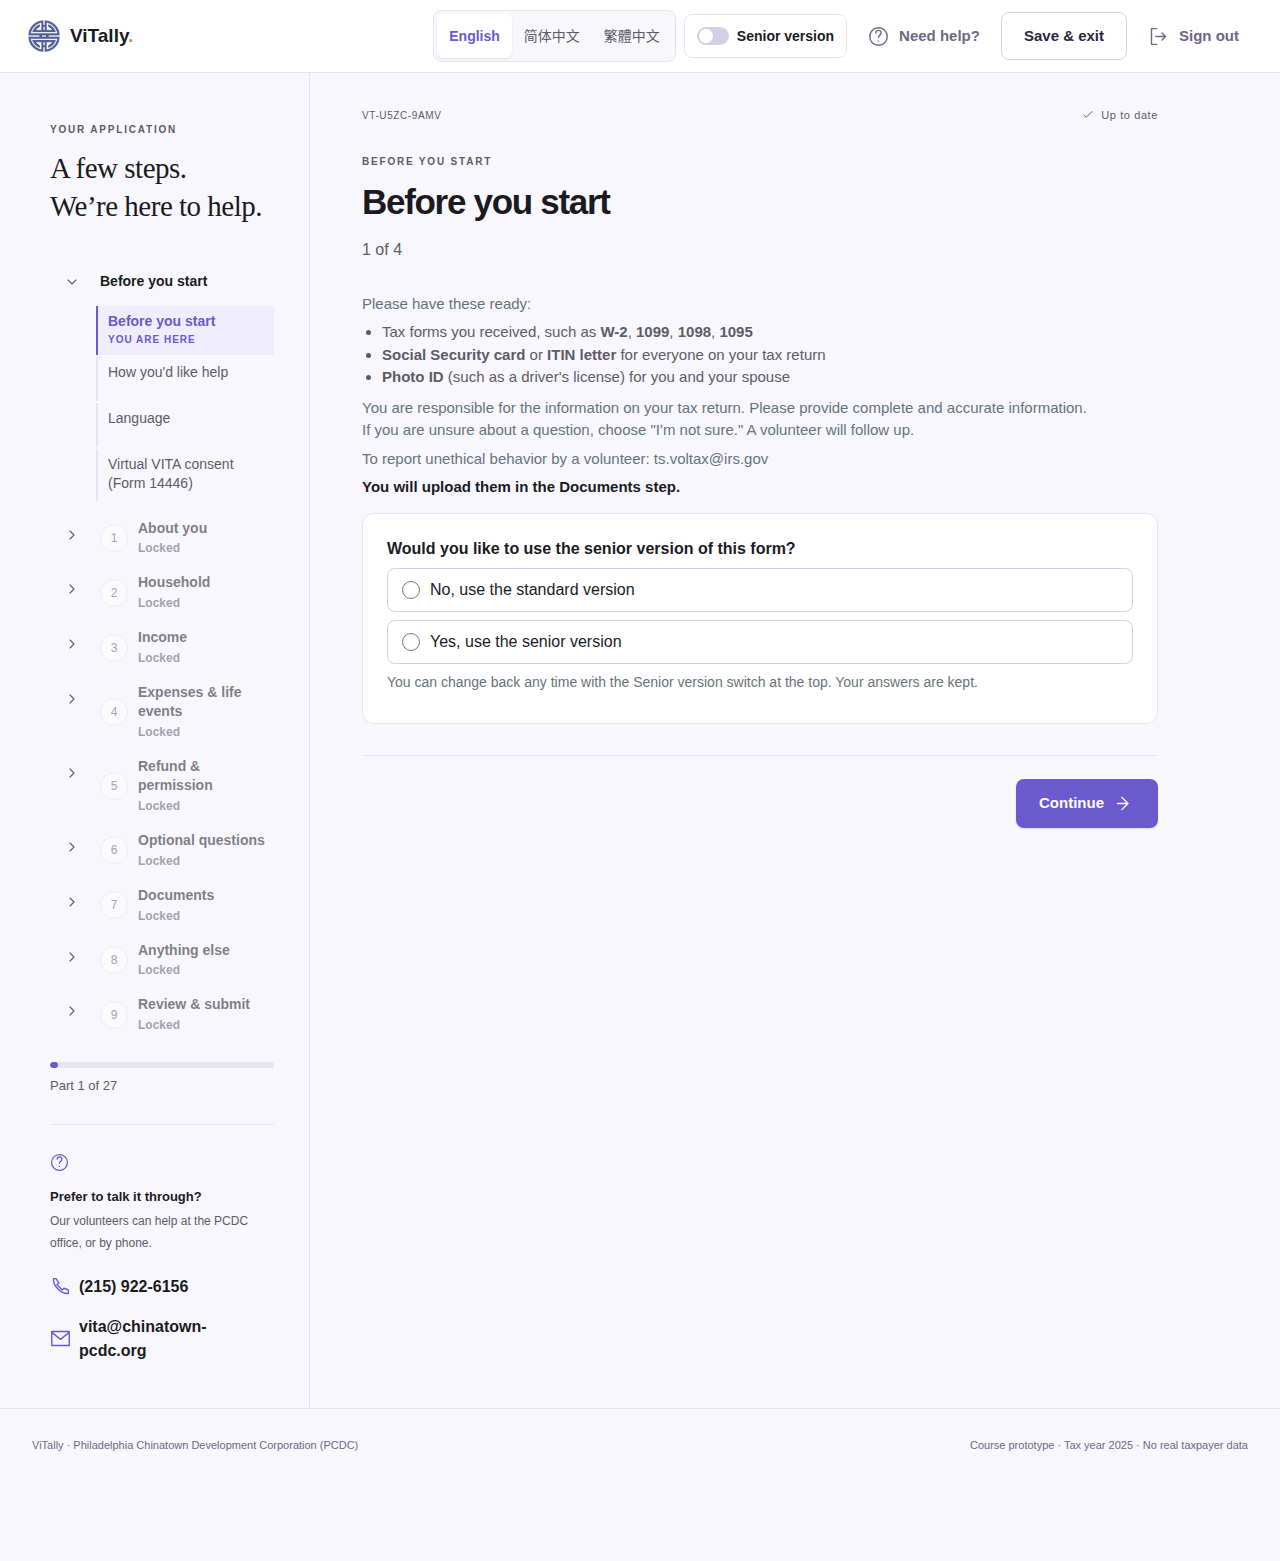 ViTally.
English
简体中文
繁體中文
Senior version
Need help?
Save & exit
Sign out
YOUR APPLICATION
A few steps.
We’re here to help.
Before you start
Before you start
YOU ARE HERE
How you'd like help
Language
Virtual VITA consent
(Form 14446)
1
About you
Locked
2
Household
Locked
3
Income
Locked
4
Expenses & life
events
Locked
5
Refund &
permission
Locked
6
Optional questions
Locked
7
Documents
Locked
8
Anything else
Locked
9
Review & submit
Locked
Part 1 of 27
Prefer to talk it through?
Our volunteers can help at the PCDC
office, or by phone.
(215) 922-6156
vita@chinatown-
pcdc.org
VT-U5ZC-9AMV
Up to date
BEFORE YOU START
Before you start
1 of 4
Please have these ready:
Tax forms you received, such as W-2, 1099, 1098, 1095
Social Security card or ITIN letter for everyone on your tax return
Photo ID (such as a driver's license) for you and your spouse
You are responsible for the information on your tax return. Please provide complete and accurate information.
If you are unsure about a question, choose "I'm not sure." A volunteer will follow up.
To report unethical behavior by a volunteer: ts.voltax@irs.gov
You will upload them in the Documents step.
Would you like to use the senior version of this form?
No, use the standard version
Yes, use the senior version
You can change back any time with the Senior version switch at the top. Your answers are kept.
Continue
ViTally · Philadelphia Chinatown Development Corporation (PCDC)
Course prototype · Tax year 2025 · No real taxpayer data